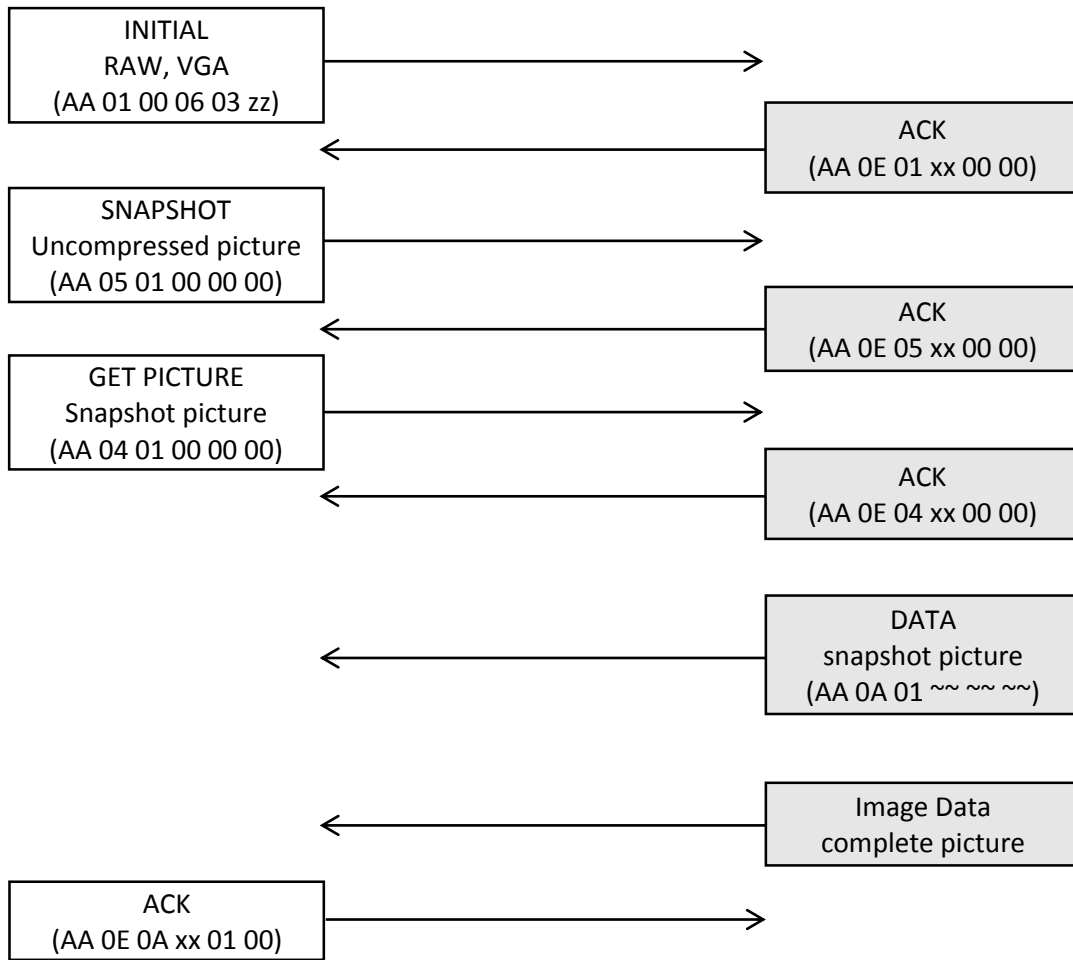 INITIAL
RAW, VGA
(AA 01 00 06 03 zz)
ACK
(AA 0E 01 xx 00 00)
SNAPSHOT
Uncompressed picture
(AA 05 01 00 00 00)
ACK
(AA 0E 05 xx 00 00)
GET PICTURE
Snapshot picture
(AA 04 01 00 00 00)
ACK
(AA 0E 04 xx 00 00)
DATA
snapshot picture
(AA 0A 01 ~~ ~~ ~~)
Image Data
complete picture
ACK
(AA 0E 0A xx 01 00)